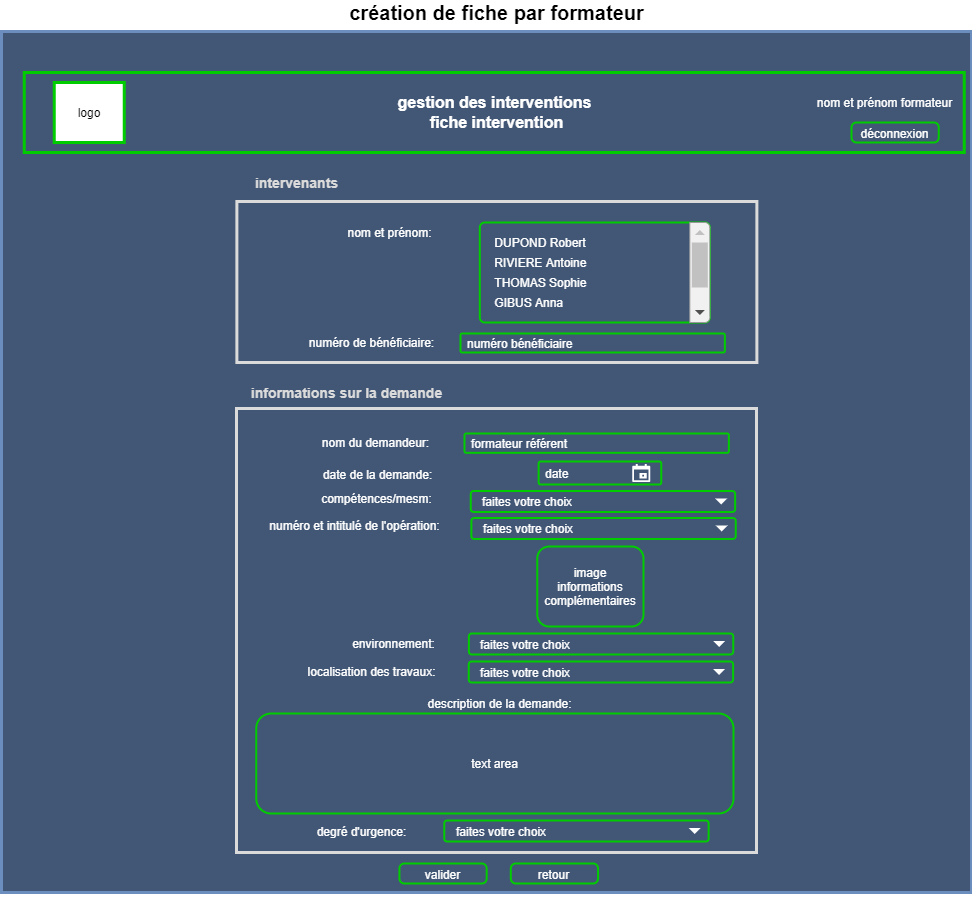 création de fiche par formateur
logo
gestion des interventions
fiche intervention
nom et prénom formateur
déconnexion
intervenants
nom et prénom:
DUPOND Robert
RIVIERE Antoine
THOMAS Sophie
GIBUS Anna
numéro de bénéficiaire:
numéro bénéficiaire
informations sur la demande
nom du demandeur:
formateur référent
date de la demande:
date
compétences/mesm:
faites votre choix
numéro et intitulé de l'opération:
faites votre choix
image
informations
complémentaires
environnement:
faites votre choix
localisation des travaux:
faites votre choix
description de la demande:
text area
degré d'urgence:
faites votre choix
valider
retour